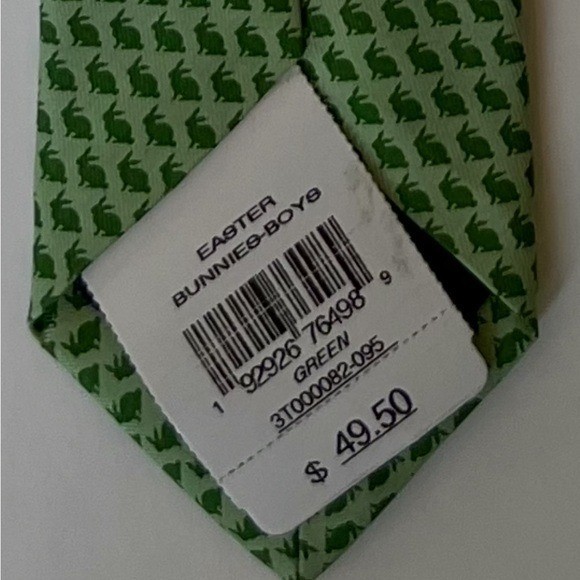 EASTER
BUNNIES-BOYS
1 92926 76498 9
GREEN
3T000082-095
$ 49.50